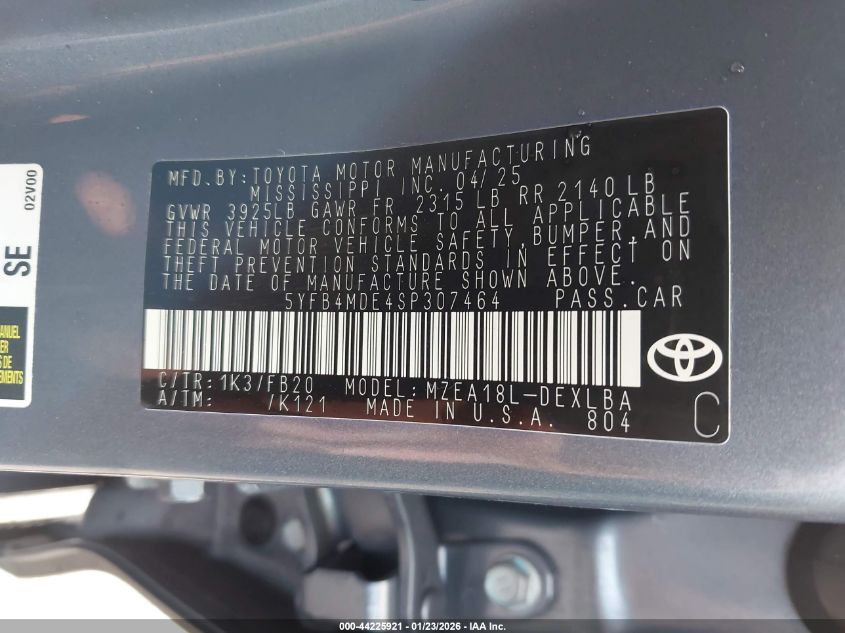 MFD. BY: TOYOTA MOTOR MANUFACTURING
MISSISSIPPI INC. 04/25
GVWR 3925LB GAWR FR 2315 LB RR 2140 LB
THIS VEHICLE CONFORMS TO ALL APPLICABLE
FEDERAL MOTOR VEHICLE SAFETY, BUMPER, AND
THEFT PREVENTION STANDARDS IN EFFECT ON
THE DATE OF MANUFACTURE SHOWN ABOVE.
5YFB4MDE4SP307464 PASS.CAR
C/TR: 1K3/FB20 MODEL: MZEA18L-DEXLBA
A/TM: /K121 MADE IN U.S.A. 804
C
02V00
SE
000-44225921 - 01/23/2026 - IAA Inc.